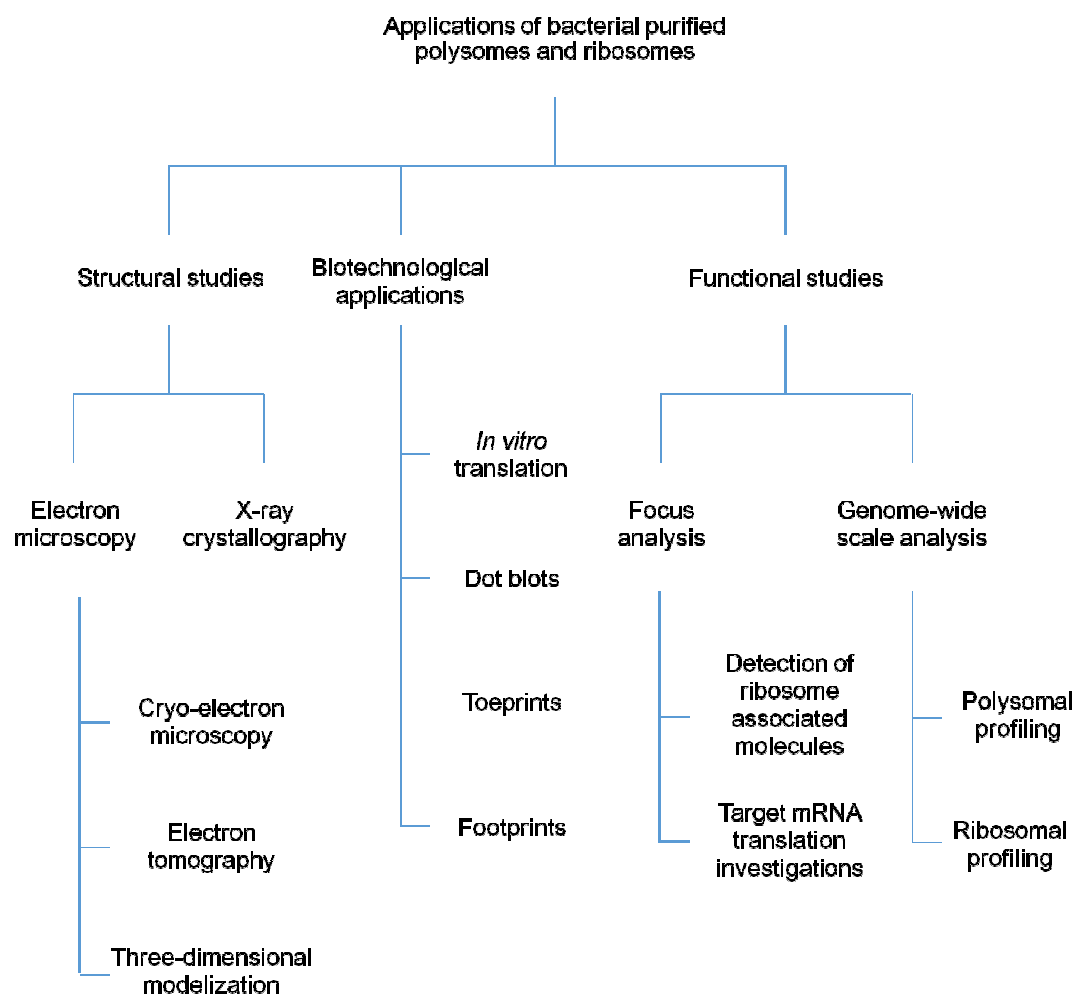 Applications of bacterial purified
polysomes and ribosomes
Structural studies
Biotechnological
applications
Functional studies
Electron
microscopy
X-ray
crystallography
In vitro
translation
Dot blots
Toeprints
Footprints
Focus
analysis
Genome-wide
scale analysis
Cryo-electron
microscopy
Electron
tomography
Three-dimensional
modelization
Detection of
ribosome
associated
molecules
Target mRNA
translation
investigations
Polysomal
profiling
Ribosomal
profiling